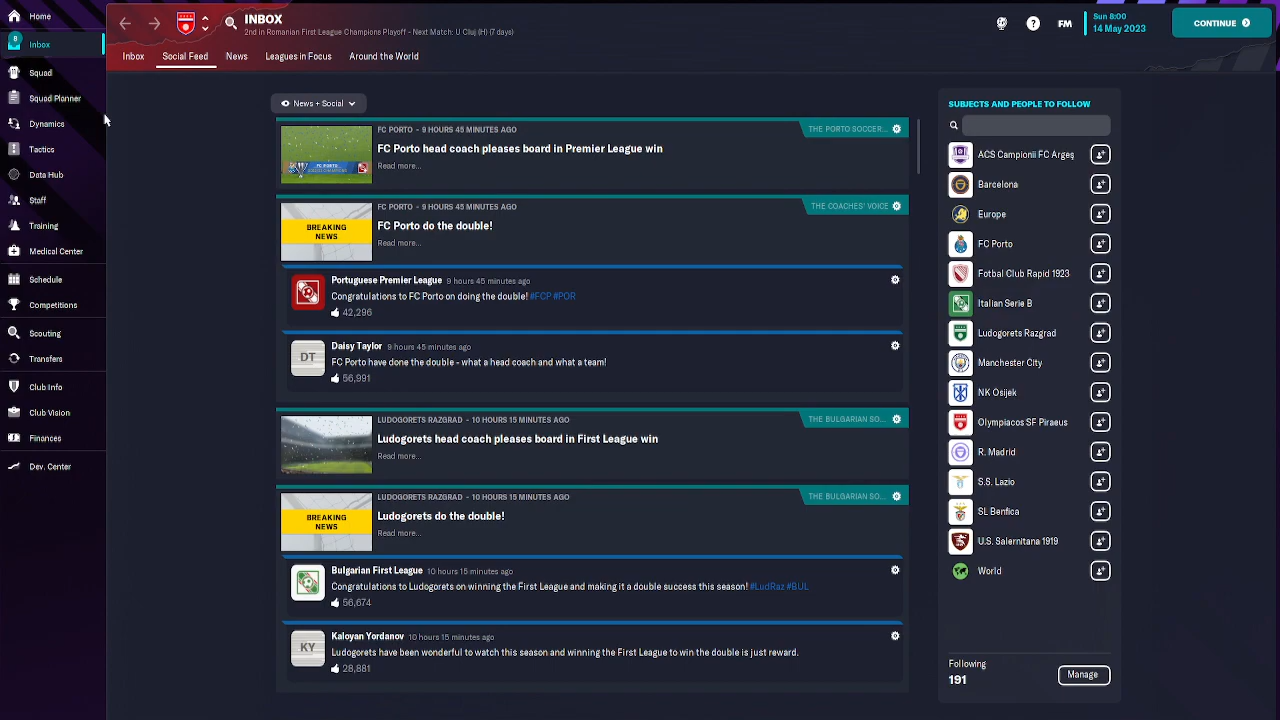 Home
8
Inbox
Squad
Squad Planner
Dynamics
Tactics
Data Hub
Staff
Training
Medical Center
Schedule
Competitions
Scouting
Transfers
Club Info
Club Vision
Finances
Dev. Center
INBOX
2nd in Romanian First League Champions Playoff - Next Match: U Cluj (H) (7 days)
FM
Sun 8:00
14 May 2023
CONTINUE
Inbox Social Feed News Leagues in Focus Around the World
News + Social
FC PORTO - 9 HOURS 45 MINUTES AGO
THE PORTO SOCCER...
FC Porto head coach pleases board in Premier League win
Read more...
FC PORTO - 9 HOURS 45 MINUTES AGO
THE COACHES' VOICE
BREAKING
NEWS
FC Porto do the double!
Read more...
Portuguese Premier League 9 hours 45 minutes ago
Congratulations to FC Porto on doing the double! #FCP #POR
42,296
DT
Daisy Taylor 9 hours 45 minutes ago
FC Porto have done the double - what a head coach and what a team!
56,991
LUDOGORETS RAZGRAD - 10 HOURS 15 MINUTES AGO
THE BULGARIAN SO...
Ludogorets head coach pleases board in First League win
Read more...
LUDOGORETS RAZGRAD - 10 HOURS 15 MINUTES AGO
THE BULGARIAN SO...
BREAKING
NEWS
Ludogorets do the double!
Read more...
Bulgarian First League 10 hours 15 minutes ago
Congratulations to Ludogorets on winning the First League and making it a double success this season! #LudRaz #BUL
56,674
KY
Kaloyan Yordanov 10 hours 15 minutes ago
Ludogorets have been wonderful to watch this season and winning the First League to win the double is just reward.
28,881
SUBJECTS AND PEOPLE TO FOLLOW
ACS Campionii FC Argeș
Barcelona
Europe
FC Porto
Fotbal Club Rapid 1923
Italian Serie B
Ludogorets Razgrad
Manchester City
NK Osijek
Olympiacos SF Piraeus
R. Madrid
S.S. Lazio
SL Benfica
U.S. Salernitana 1919
World
Following
191
Manage